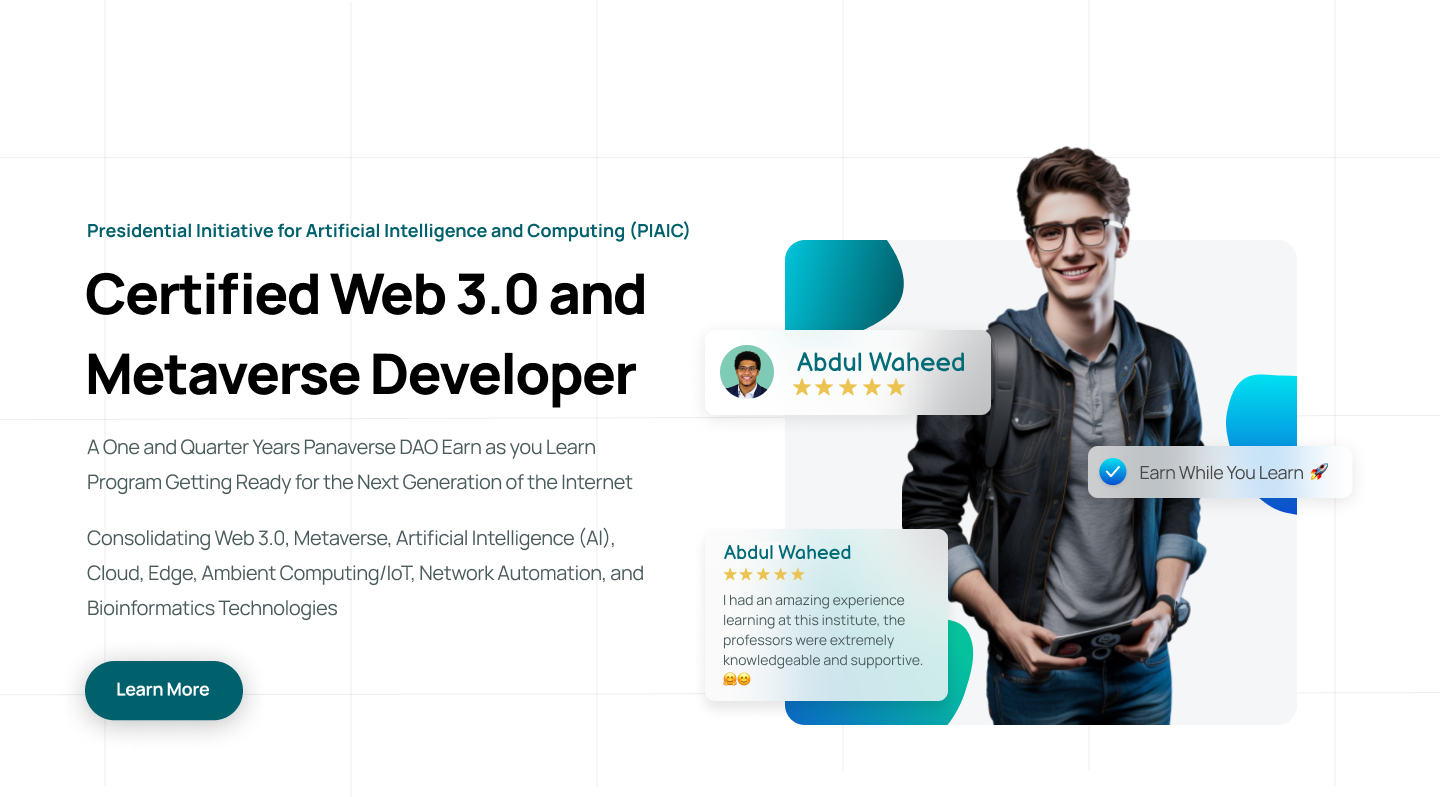 Presidential Initiative for Artificial Intelligence and Computing (PIAIC)
Certified Web 3.0 and
Metaverse Developer
A One and Quarter Years Panaverse DAO Earn as you Learn
Program Getting Ready for the Next Generation of the Internet
Consolidating Web 3.0, Metaverse, Artificial Intelligence (AI),
Cloud, Edge, Ambient Computing/IoT, Network Automation, and
Bioinformatics Technologies
Learn More
Abdul Waheed
Earn While You Learn 🚀
Abdul Waheed
I had an amazing experience
learning at this institute, the
professors were extremely
knowledgeable and supportive.
🤗😊